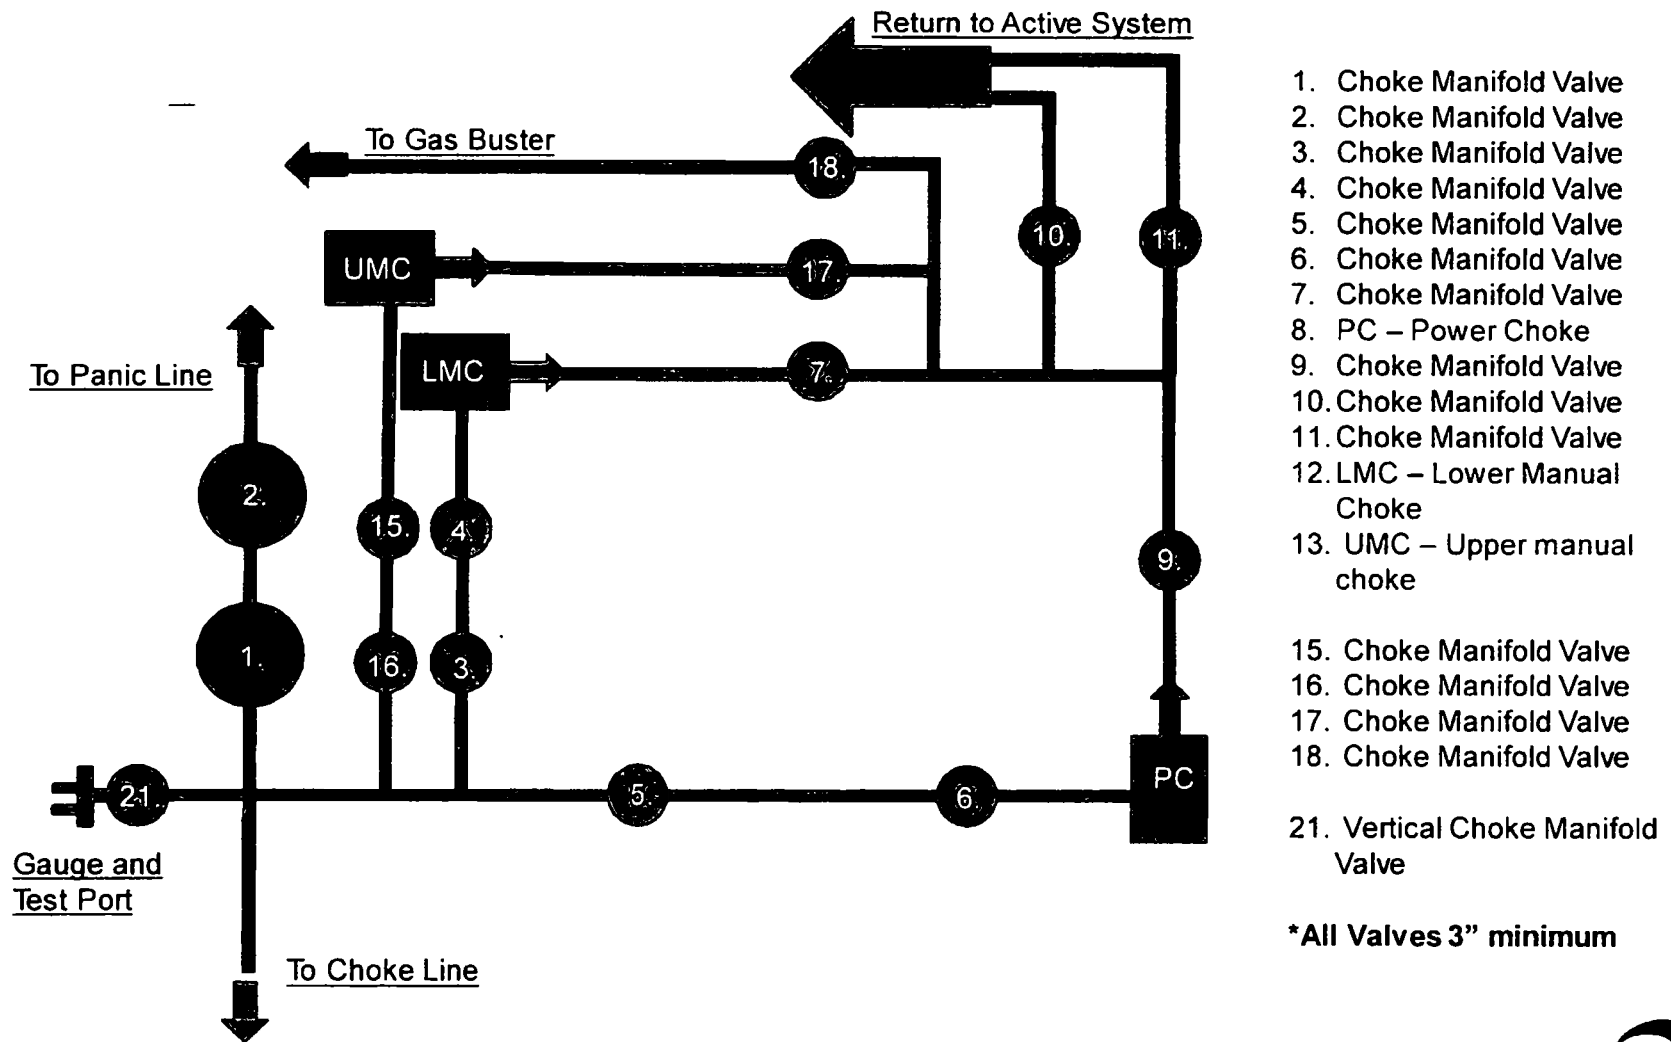 Return to Active System
To Gas Buster
18.
10.
11.
UMC
17.
LMC
7.
To Panic Line
2.
15.
4.
9.
1.
16.
3.
21.
5.
6.
PC
Gauge and
Test Port
To Choke Line
1. Choke Manifold Valve
2. Choke Manifold Valve
3. Choke Manifold Valve
4. Choke Manifold Valve
5. Choke Manifold Valve
6. Choke Manifold Valve
7. Choke Manifold Valve
8. PC – Power Choke
9. Choke Manifold Valve
10. Choke Manifold Valve
11. Choke Manifold Valve
12. LMC – Lower Manual
Choke
13. UMC – Upper manual
choke
15. Choke Manifold Valve
16. Choke Manifold Valve
17. Choke Manifold Valve
18. Choke Manifold Valve
21. Vertical Choke Manifold
Valve
*All Valves 3” minimum